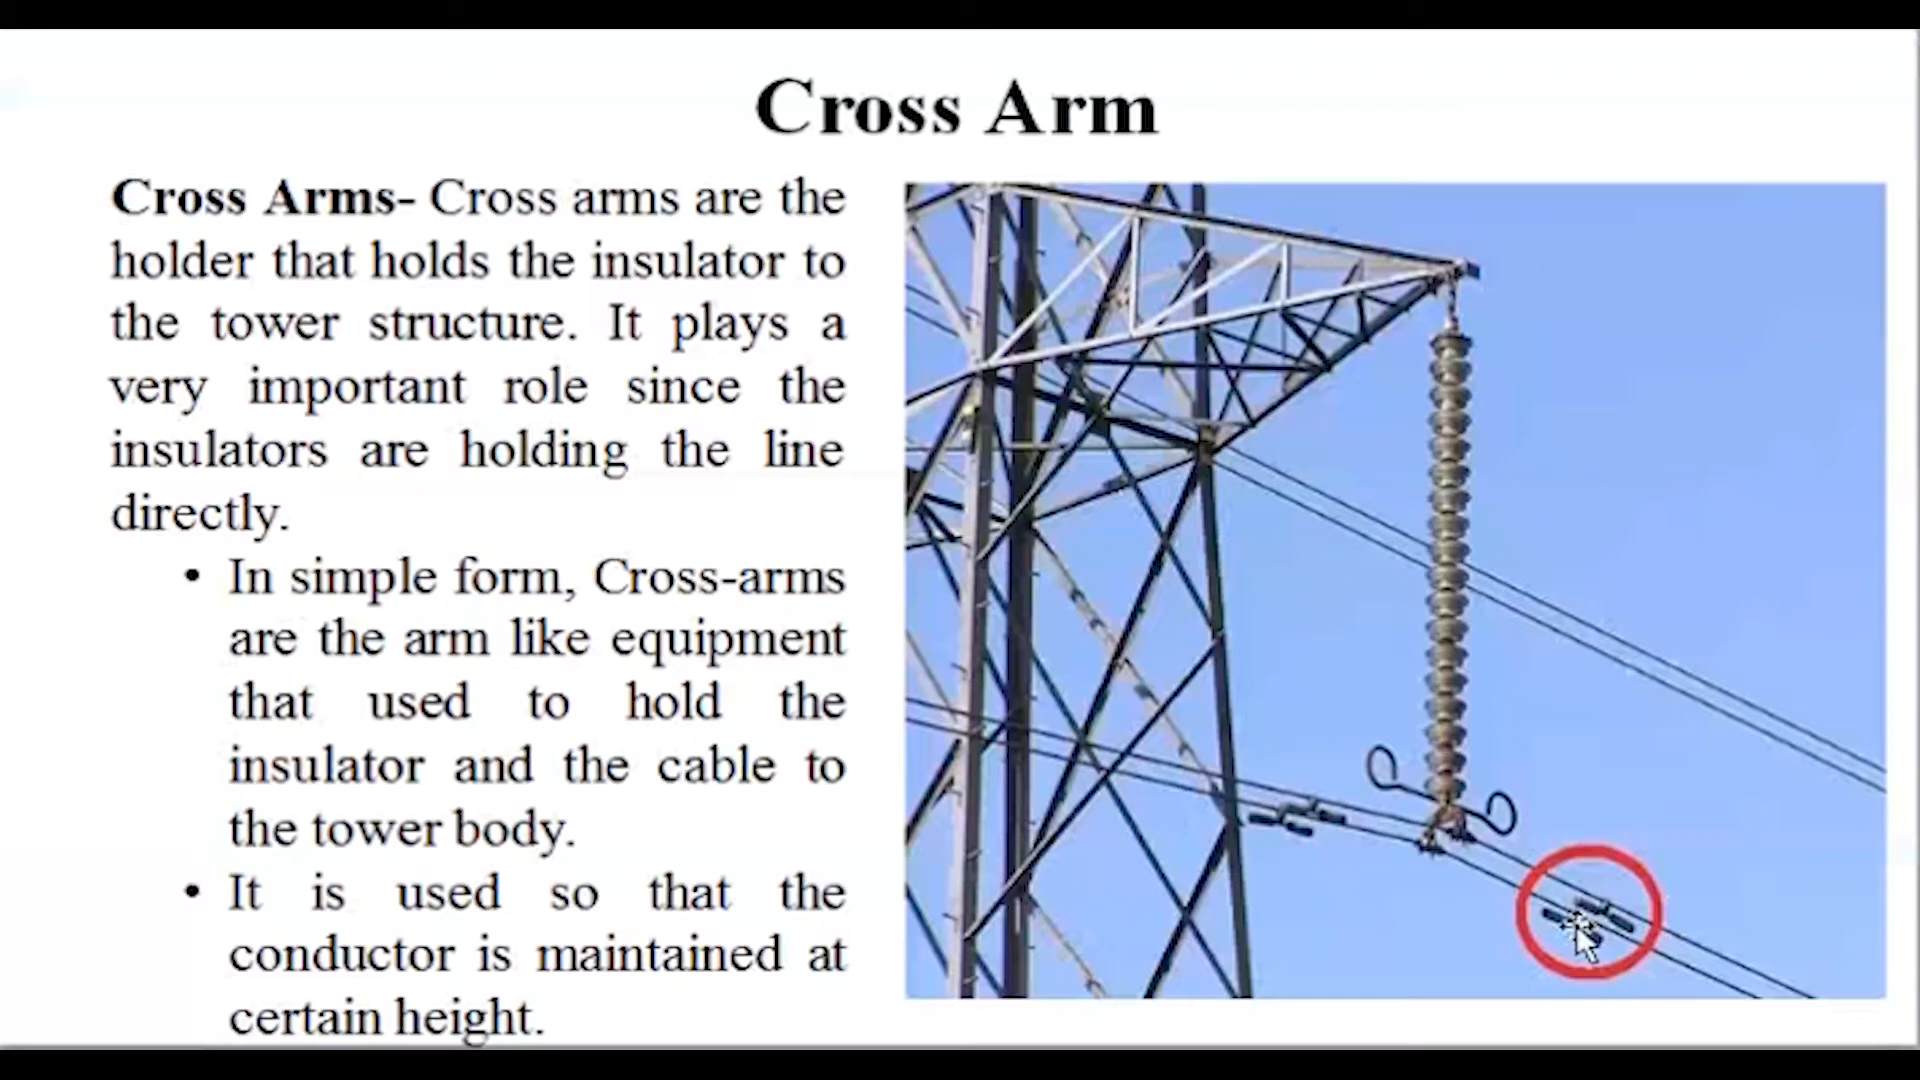 Cross Arm
Cross Arms- Cross arms are the
holder that holds the insulator to
the tower structure. It plays a
very important role since the
insulators are holding the line
directly.
• In simple form, Cross-arms
are the arm like equipment
that used to hold the
insulator and the cable to
the tower body.
• It is used so that the
conductor is maintained at
certain height.